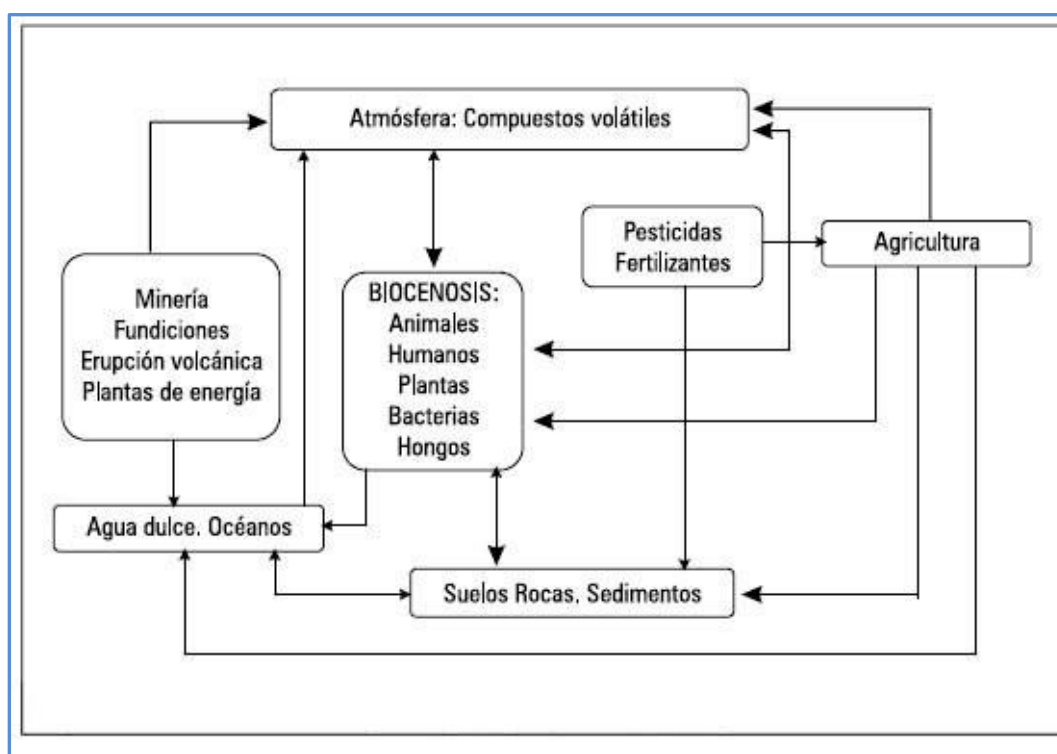 Atmósfera: Compuestos volátiles
Pesticidas
Fertilizantes
Agricultura
Minería
Fundiciones
Erupción volcánica
Plantas de energía
BIOCENOSIS:
Animales
Humanos
Plantas
Bacterias
Hongos
Agua dulce. Océanos
Suelos Rocas. Sedimentos